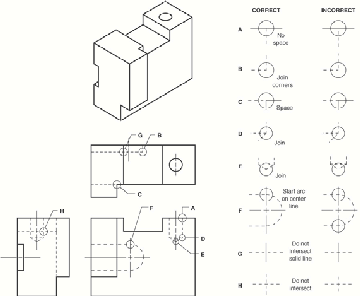 CORRECT INCORRECT
A
No
space
B
Join
corners
C
Space
D
Join
E
Join
F
Start arc
on center
line
G
Do not
intersect
solid line
H
Do not
intersect
G B
C
H
F A
D
E